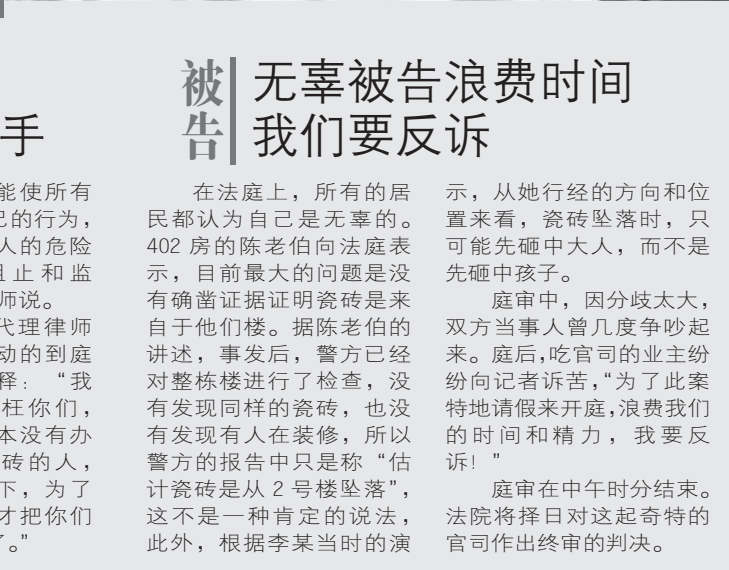 手
能使所有
己的行为，
人的危险
阻止和监
师说。
代理律师
动的到庭
释：“我
枉你们，
本没有办
砖的人，
下，为了
才把你们
了。”
被告
无辜被告浪费时间
我们要反诉
在法庭上，所有的居
民都认为自己是无辜的。
402 房的陈老伯向法庭表
示，目前最大的问题是没
有确凿证据证明瓷砖是来
自于他们楼。据陈老伯的
讲述，事发后，警方已经
对整栋楼进行了检查，没
有发现同样的瓷砖，也没
有发现有人在装修，所以
警方的报告中只是称“估
计瓷砖是从 2 号楼坠落”，
这不是一种肯定的说法，
此外，根据李某当时的演
示，从她行经的方向和位
置来看，瓷砖坠落时，只
可能先砸中大人，而不是
先砸中孩子。
庭审中，因分歧太大，
双方当事人曾几度争吵起
来。庭后，吃官司的业主纷
纷向记者诉苦，“为了此案
特地请假来开庭，浪费我们
的时间和精力，我要反
诉！”
庭审在中午时分结束。
法院将择日对这起奇特的
官司作出终审的判决。